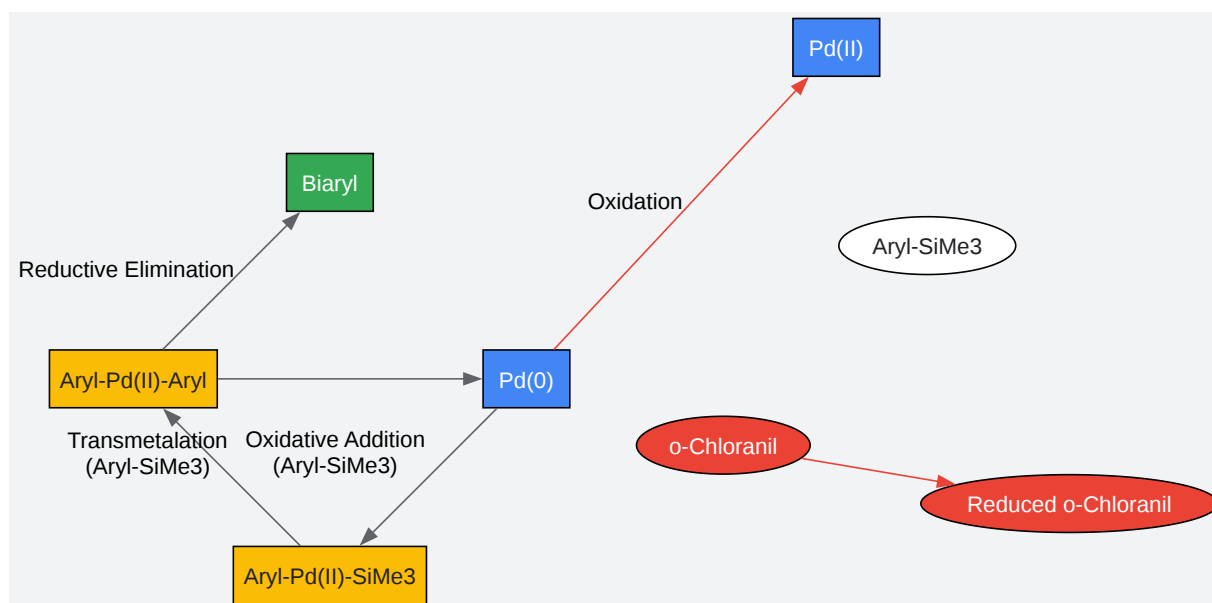 Pd(II)
Biaryl
Oxidation
Aryl-SiMe3
Reductive Elimination
Aryl-Pd(II)-Aryl
Pd(0)
Transmetalation
(Aryl-SiMe3)
Oxidative Addition
(Aryl-SiMe3)
o-Chloranil
Reduced o-Chloranil
Aryl-Pd(II)-SiMe3